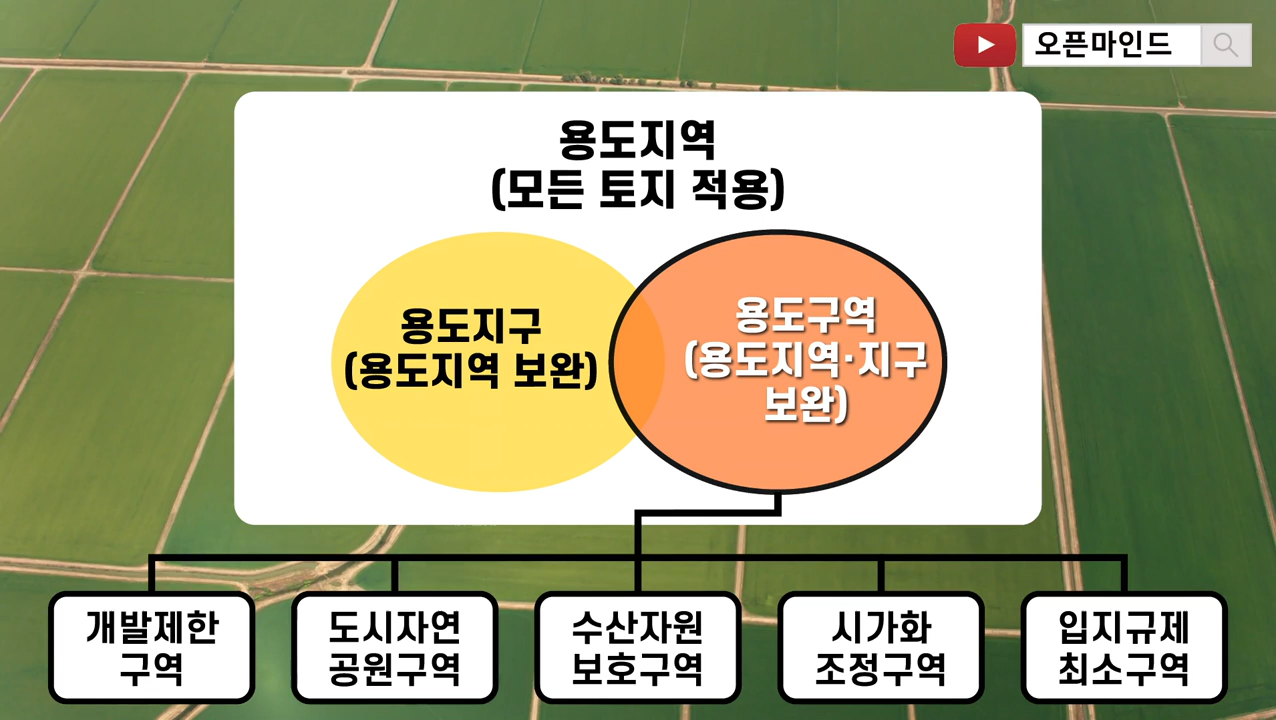 오픈마인드
용도지역
(모든 토지 적용)
용도지구
(용도지역 보완)
용도구역
(용도지역·지구
보완)
개발제한
구역
도시자연
공원구역
수산자원
보호구역
시가화
조정구역
입지규제
최소구역